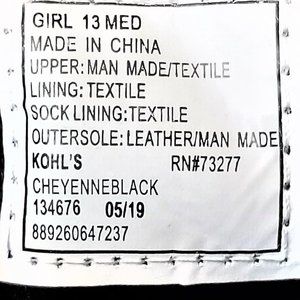 GIRL 13 MED
MADE IN CHINA
UPPER: MAN MADE/TEXTILE
LINING: TEXTILE
SOCK LINING: TEXTILE
OUTERSOLE: LEATHER/MAN MADE
KOHL'S RN#73277
CHEYENNEBLACK
134676 05/19
889260647237